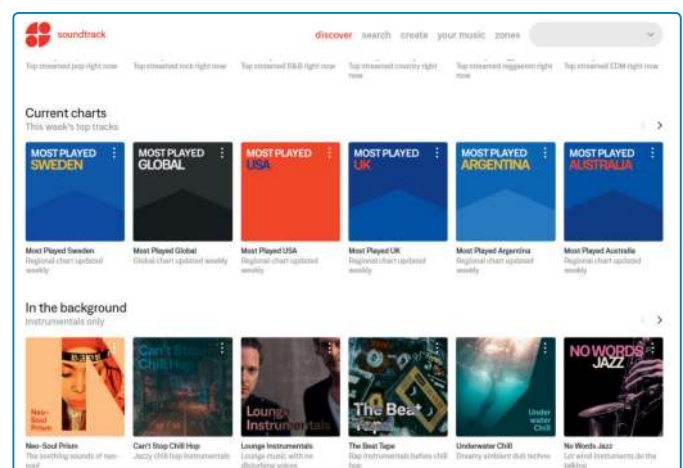 soundtrack
discover search create your music zones
Top streamed pop right now
Top streamed rock right now
Top streamed R&B right now
Top streamed country right
now
Top streamed reggaeton right
now
Top streamed EDM right now
Current charts
This week's top tracks
MOST PLAYED
SWEDEN
MOST PLAYED
GLOBAL
MOST PLAYED
USA
MOST PLAYED
UK
MOST PLAYED
ARGENTINA
MOST PLAYED
AUSTRALIA
Most Played Sweden
Regional chart updated
weekly
Most Played Global
Global chart updated weekly
Most Played USA
Regional chart updated
weekly
Most Played UK
Regional chart updated
weekly
Most Played Argentina
Regional chart updated
weekly
Most Played Australia
Regional chart updated
weekly
In the background
Instrumentals only
Neo-
Soul
Prism
Can't Stop
Chill Hop
Lounge
Instrumentals
The Beat
Tape
Under
water
Chill
NO WORDS
JAZZ
Neo-Soul Prism
The soothing sounds of neo-
soul
Can't Stop Chill Hop
Jazzy chill hop instrumentals
Lounge Instrumentals
Lounge music with no
disturbing voices
The Beat Tape
Rap instrumentals before chill
hop
Underwater Chill
Dreamy ambient dub techno
No Words Jazz
Let wind instruments do the
talking